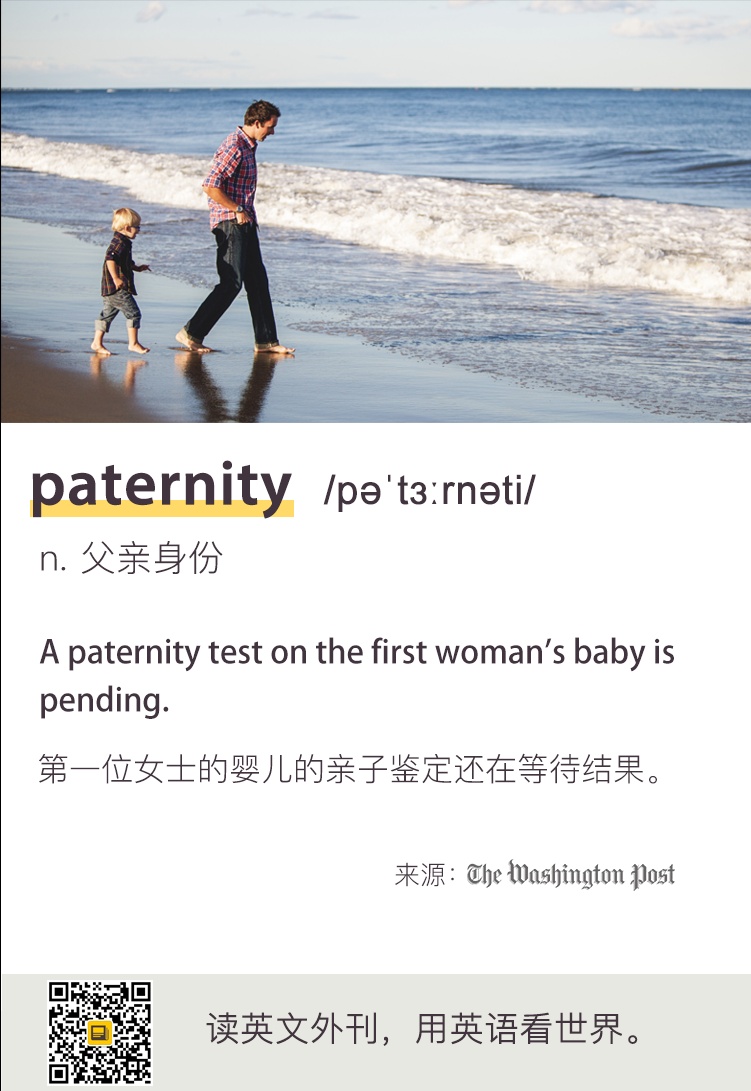 paternity /pəˈtɜːrnəti/
n. 父亲身份
A paternity test on the first woman’s baby is
pending.
第一位女士的婴儿的亲子鉴定还在等待结果。
来源：The Washington Post
读英文外刊，用英语看世界。